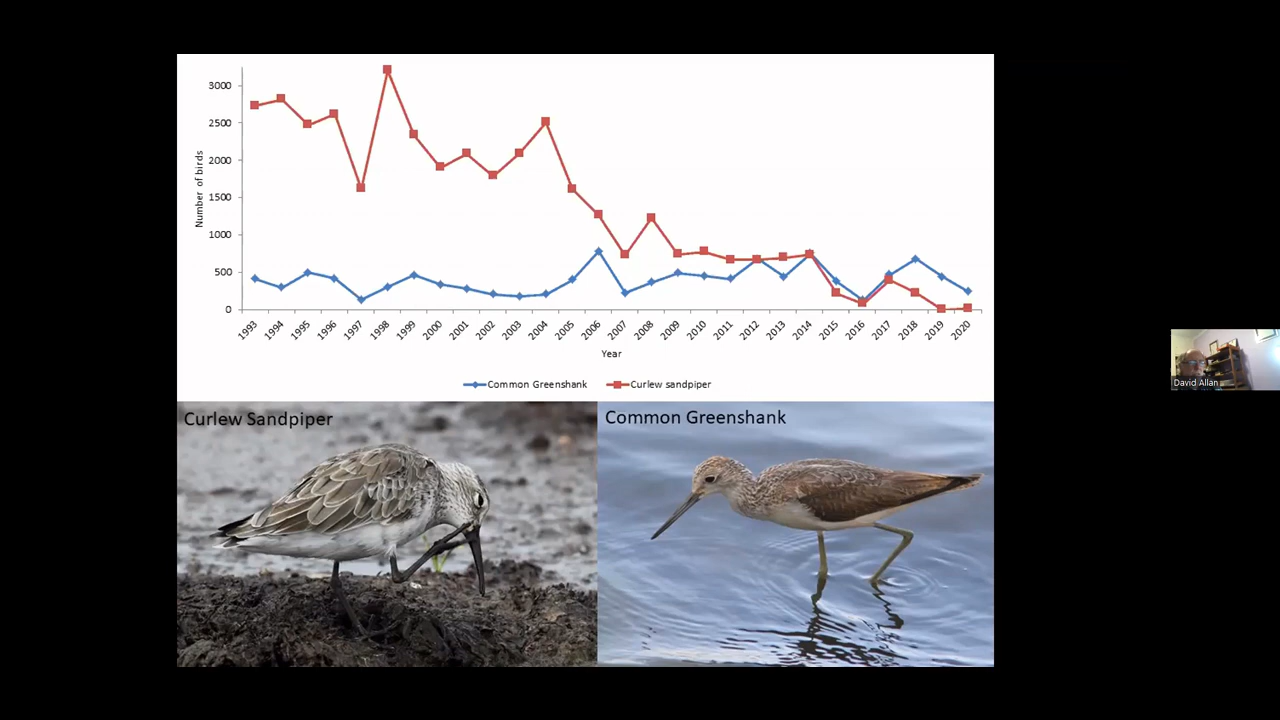 3000
2500
2000
1500
1000
500
0
Number of birds
1993 1994 1995 1996 1997 1998 1999 2000 2001 2002 2003 2004 2005 2006 2007 2008 2009 2010 2011 2012 2013 2014 2015 2016 2017 2018 2019 2020
Year
Common Greenshank Curlew sandpiper
Curlew Sandpiper
Common Greenshank
David Allan